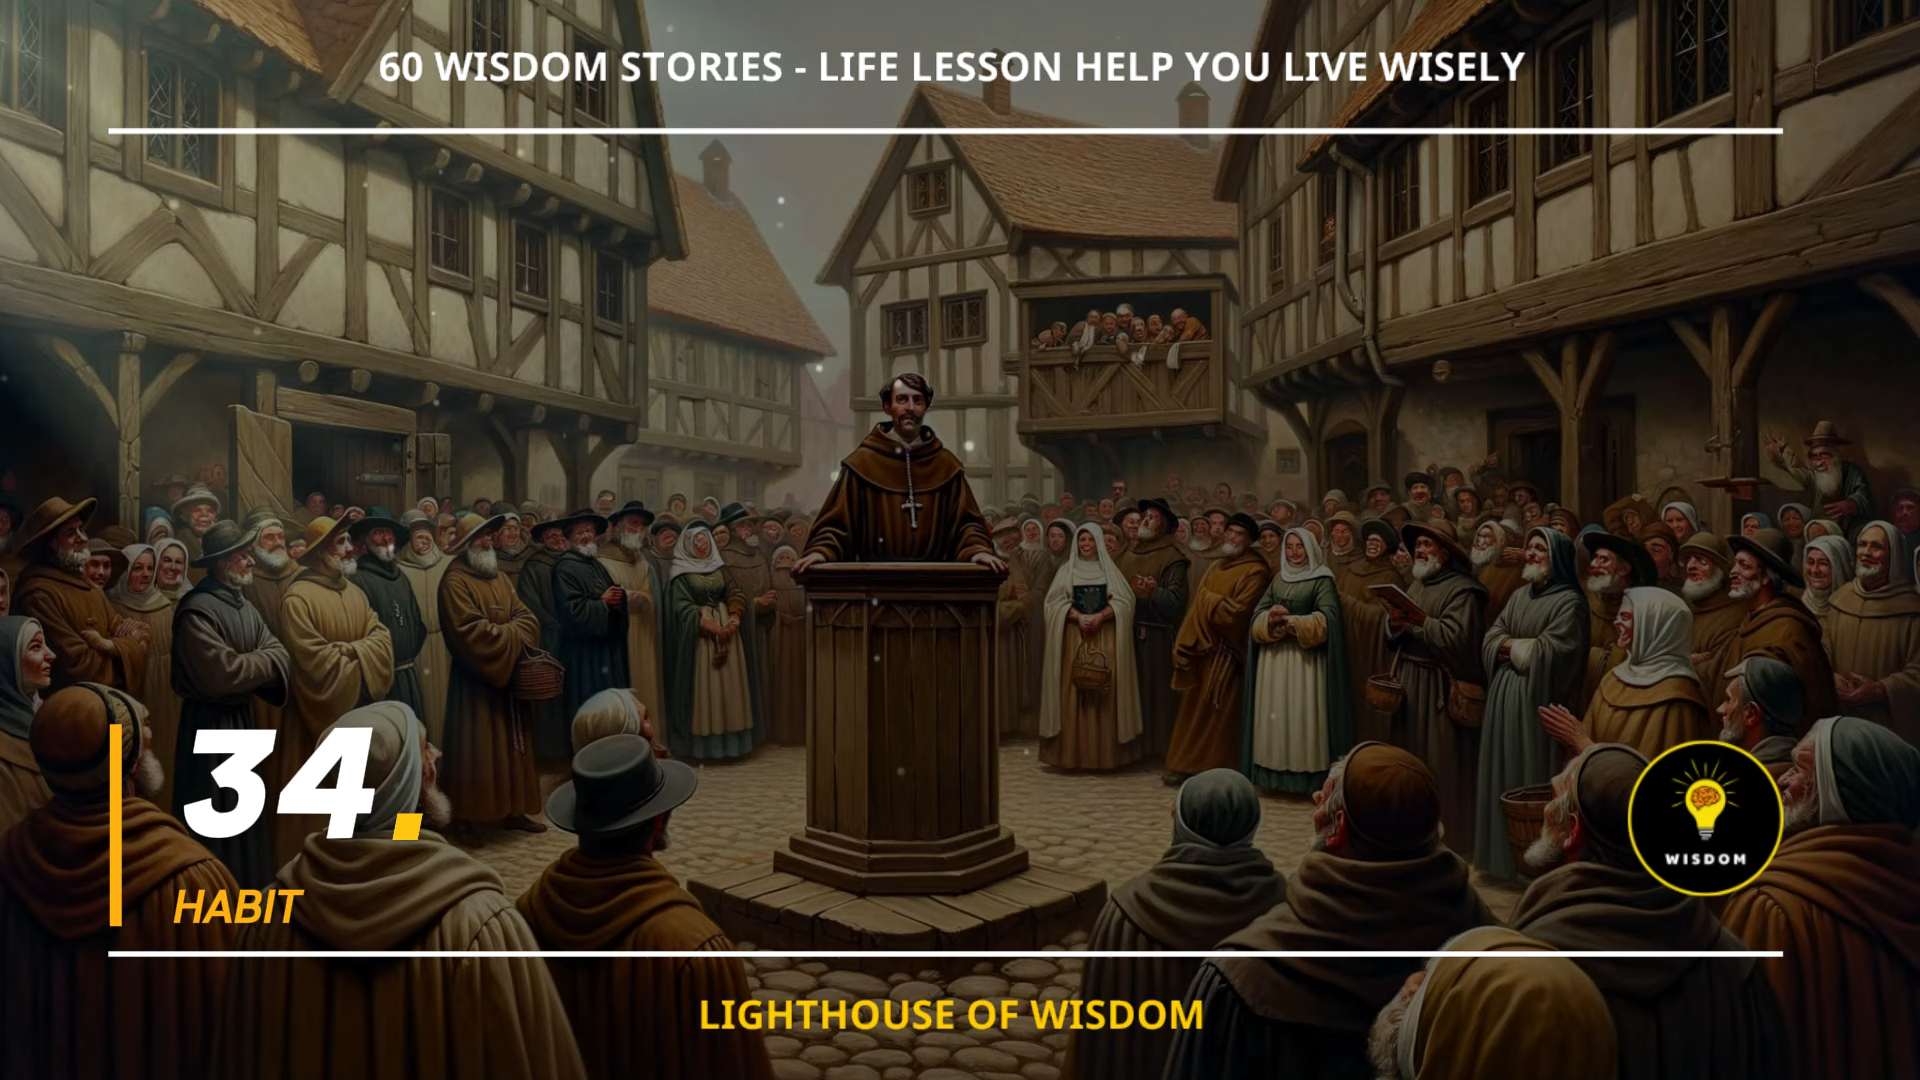 60 WISDOM STORIES - LIFE LESSON HELP YOU LIVE WISELY
34.
HABIT
WISDOM
LIGHTHOUSE OF WISDOM